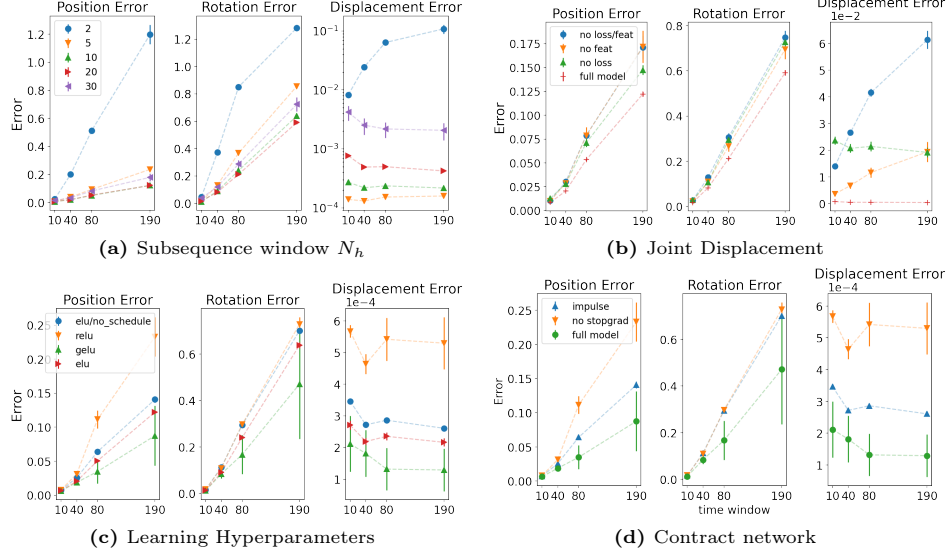 Position Error
Rotation Error
Displacement Error
Error
1.2
1.0
0.8
0.6
0.4
0.2
0.0
2
5
10
20
30
10 40 80 190
1.2
1.0
0.8
0.6
0.4
0.2
0.0
10 40 80 190
10⁻¹
10⁻²
10⁻³
10⁻⁴
10 40 80 190
(a) Subsequence window N_h
Position Error
Rotation Error
Displacement Error
1e−2
Error
0.175
0.150
0.125
0.100
0.075
0.050
0.025
0.000
no loss/feat
no feat
no loss
full model
10 40 80 190
0.8
0.6
0.4
0.2
0.0
10 40 80 190
8
7
6
5
4
3
2
1
0
10 40 80 190
(b) Joint Displacement
Position Error
Rotation Error
Displacement Error
1e−4
Error
0.25
0.20
0.15
0.10
0.05
0.00
elu/no_schedule
relu
gelu
elu
10 40 80 190
0.6
0.4
0.2
0.0
10 40 80 190
6
5
4
3
2
1
10 40 80 190
(c) Learning Hyperparameters
Position Error
Rotation Error
Displacement Error
1e−4
Error
0.25
0.20
0.15
0.10
0.05
0.00
impulse
no stopgrad
full model
10 40 80 190
0.6
0.4
0.2
0.0
10 40 80 190
time window
6
5
4
3
2
1
10 40 80 190
(d) Contract network